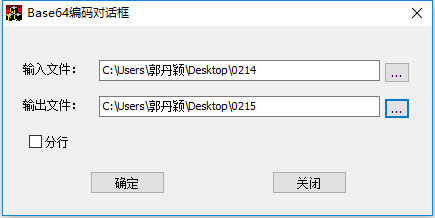 Base64编码对话框
输入文件： C:\Users\郭丹颖\Desktop\0214 ...
输出文件： C:\Users\郭丹颖\Desktop\0215 ...
分行
确定 关闭